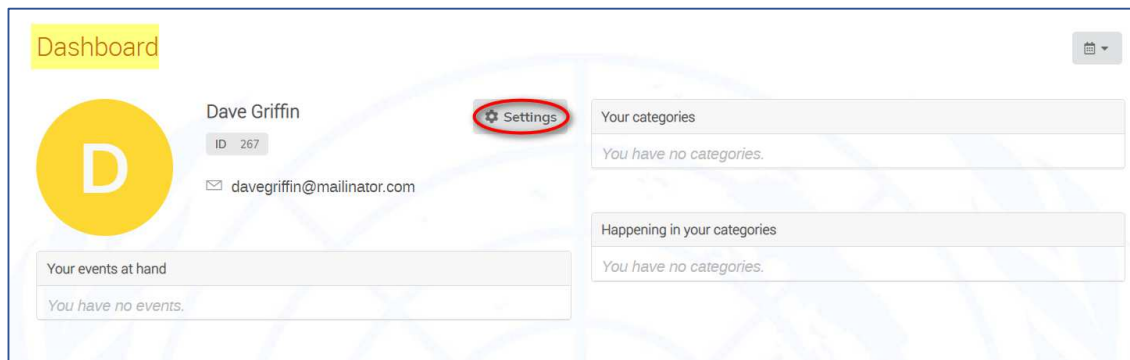 Dashboard
D
Dave Griffin
Settings
ID 267
davegriffin@mailinator.com
Your events at hand
You have no events.
Your categories
You have no categories.
Happening in your categories
You have no categories.